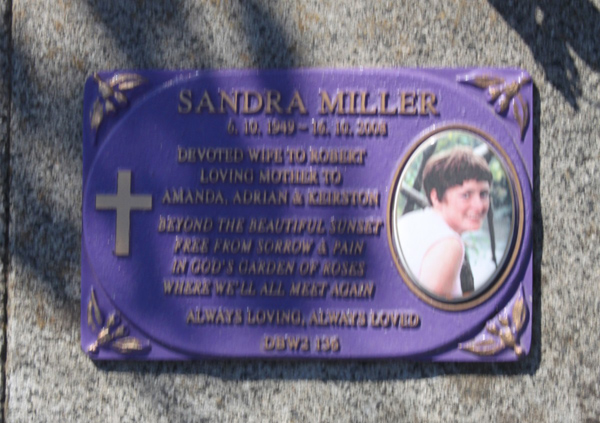 SANDRA MILLER
6. 10. 1949 ~ 16. 10. 2008
DEVOTED WIFE TO ROBERT
LOVING MOTHER TO
AMANDA, ADRIAN & KEIRSTON
BEYOND THE BEAUTIFUL SUNSET
FREE FROM SORROW & PAIN
IN GOD'S GARDEN OF ROSES
WHERE WE'LL ALL MEET AGAIN
ALWAYS LOVING, ALWAYS LOVED
DBW2 136